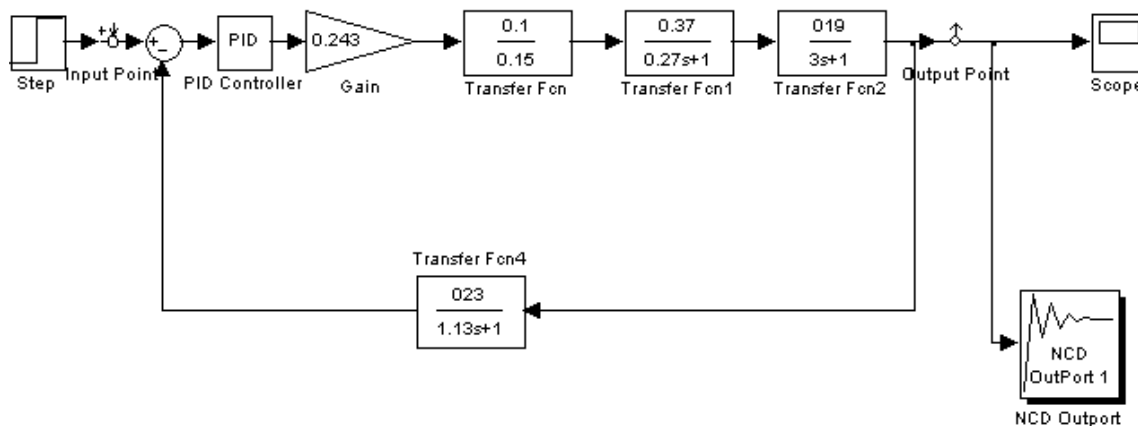 Step
Input Point
PID
PID Controller
0.243
Gain
0.1
0.15
Transfer Fcn
0.37
0.27s+1
Transfer Fcn1
019
3s+1
Transfer Fcn2
Output Point
Scope
Transfer Fcn4
023
1.13s+1
NCD
OutPort 1
NCD Outport